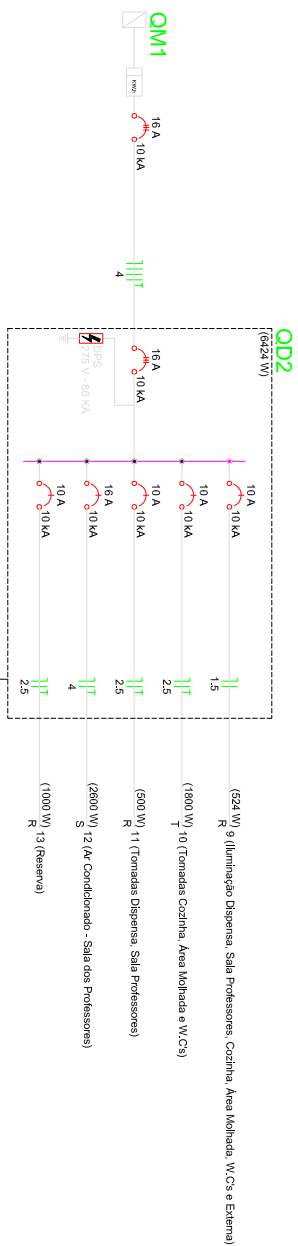 QM1
KWh
16 A
10 kA
4
QD2
(6424 W)
16 A
10 kA
DPS
275 V - 80 KA
10 A
10 kA
1.5
(524 W)
R 9 (Iluminação Dispensa, Sala Professores, Cozinha, Área Molhada, W.C's e Externa)
10 A
10 kA
2.5
(1800 W)
T 10 (Tomadas Cozinha, Área Molhada e W.C's)
10 A
10 kA
2.5
(500 W)
R 11 (Tomadas Dispensa, Sala Professores)
16 A
10 kA
4
(2600 W)
S 12 (Ar Condicionado - Sala dos Professores)
10 A
10 kA
2.5
(1000 W)
R 13 (Reserva)